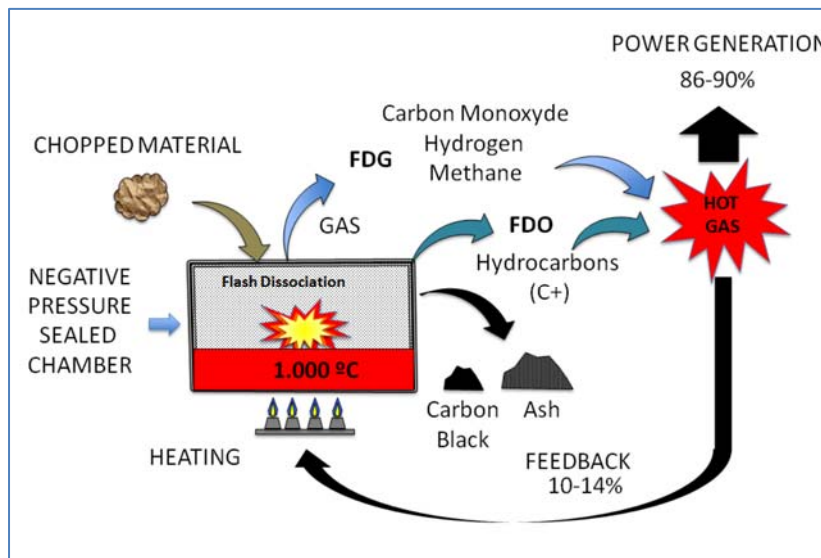 POWER GENERATION
86-90%
Carbon Monoxyde
Hydrogen
Methane
CHOPPED MATERIAL
FDG
GAS
HOT
GAS
FDO
Hydrocarbons
(C+)
NEGATIVE
PRESSURE
SEALED
CHAMBER
Flash Dissociation
1.000 ºC
Carbon
Black
Ash
HEATING
FEEDBACK
10-14%